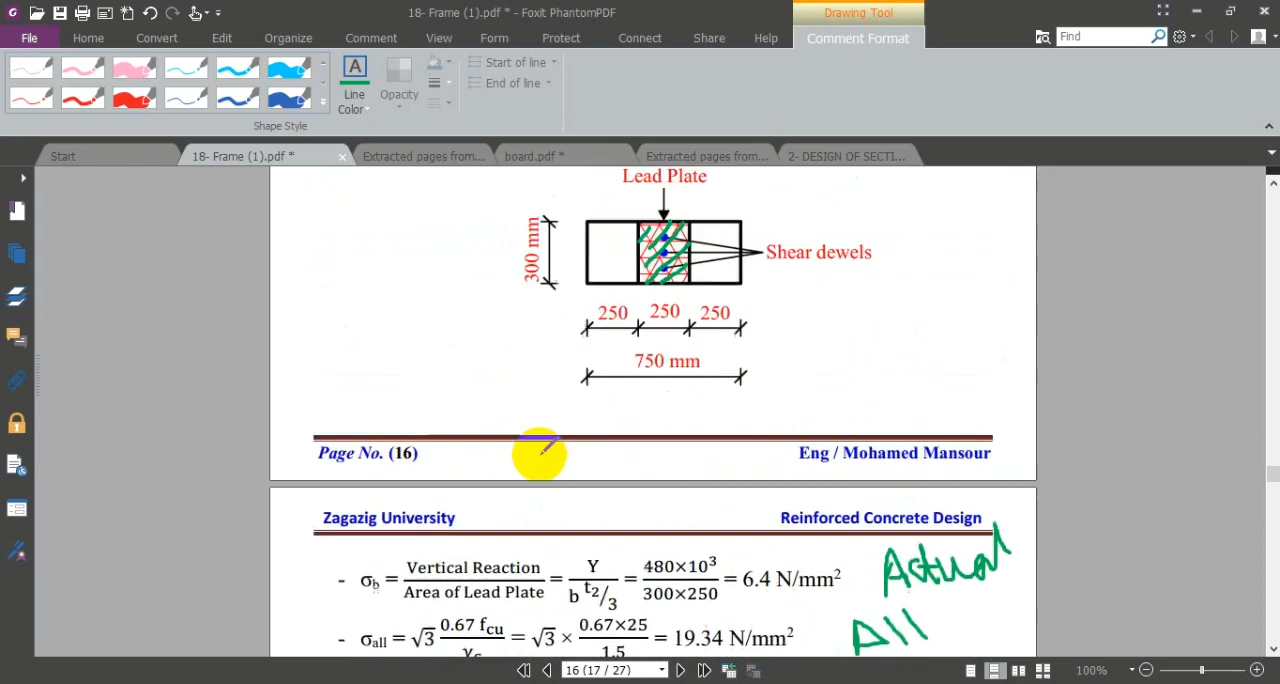 18- Frame (1).pdf * - Foxit PhantomPDF
Drawing Tool
File Home Convert Edit Organize Comment View Form Protect Connect Share Help Comment Format
Find
Line Color
Opacity
Start of line
End of line
Shape Style
Start
18- Frame (1).pdf *
Extracted pages from...
board.pdf *
Extracted pages from...
2- DESIGN OF SECTI...
Lead Plate
300 mm
Shear dewels
250 250 250
750 mm
Page No. (16)
Eng / Mohamed Mansour
Zagazig University
Reinforced Concrete Design
- σb = Vertical Reaction / Area of Lead Plate = Y / b t2/3 = 480×10³ / 300×250 = 6.4 N/mm²
Actual
- σall = √3 0.67 fcu / γc = √3 × 0.67×25 / 1.5 = 19.34 N/mm²
All
16 (17 / 27)
100%